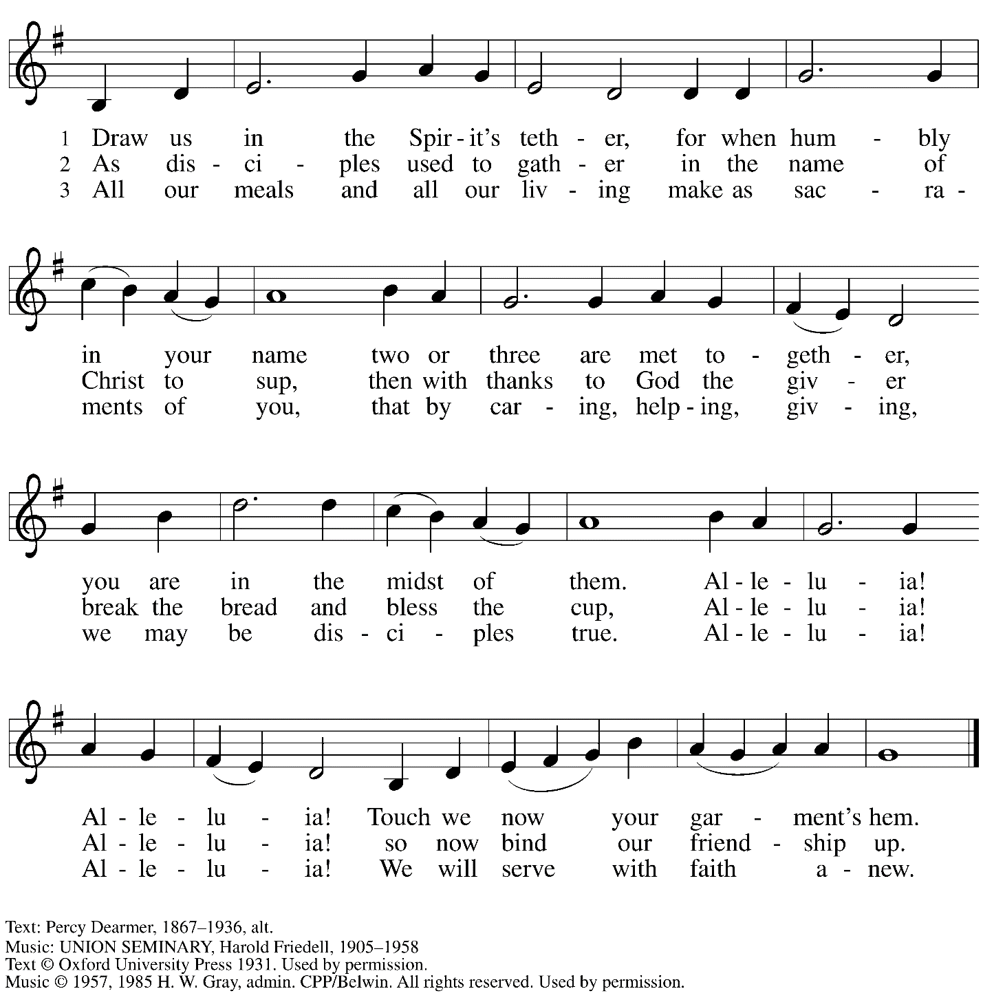 1 Draw us in the Spir - it's teth - er, for when hum - bly
2 As dis - ci - ples used to gath - er in the name of
3 All our meals and all our liv - ing make as sac - ra -
in your name two or three are met to - geth - er,
Christ to sup, then with thanks to God the giv - er
ments of you, that by car - ing, help - ing, giv - ing,
you are in the midst of them. Al - le - lu - ia!
break the bread and bless the cup, Al - le - lu - ia!
we may be dis - ci - ples true. Al - le - lu - ia!
Al - le - lu - ia! Touch we now your gar - ment's hem.
Al - le - lu - ia! so now bind our friend - ship up.
Al - le - lu - ia! We will serve with faith a - new.
Text: Percy Dearmer, 1867–1936, alt.
Music: UNION SEMINARY, Harold Friedell, 1905–1958
Text © Oxford University Press 1931. Used by permission.
Music © 1957, 1985 H. W. Gray, admin. CPP/Belwin. All rights reserved. Used by permission.